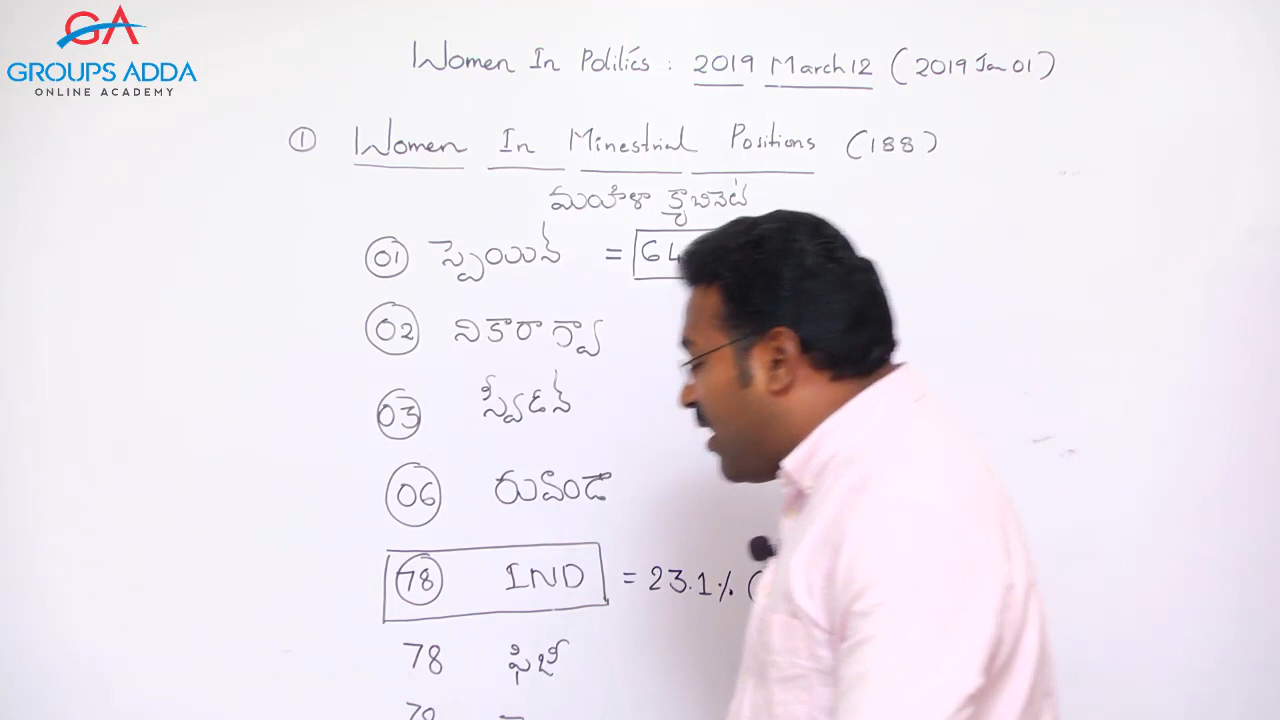 GA
GROUPS ADDA
ONLINE ACADEMY
Women In Politics : 2019 March 12 (2019 Jan 01)
① Women In Minestrial Positions (188)
మహిళా క్యాబినెట్
01 స్పెయిన్ = 64
02 నికారాగ్వా
03 స్వీడన్
06 రువాండా
78 IND = 23.1% (
78 ఫిజీ